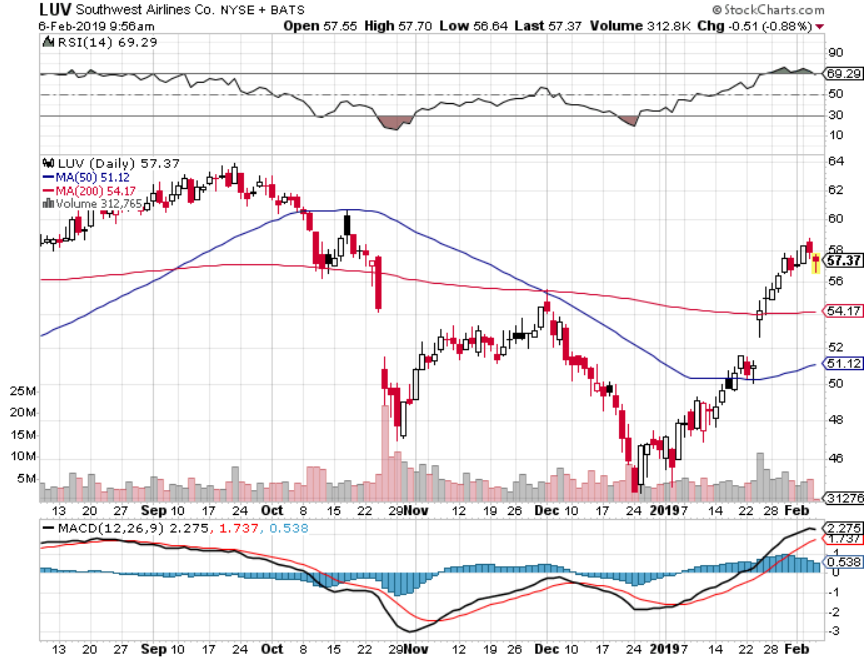 LUV Southwest Airlines Co. NYSE + BATS
© StockCharts.com
6-Feb-2019 9:56am
Open 57.55 High 57.70 Low 56.64 Last 57.37 Volume 312.8K Chg -0.51 (-0.88%)
RSI(14) 69.29
90
69.29
50
30
10
LUV (Daily) 57.37
MA(50) 51.12
MA(200) 54.17
Volume 312,765
64
62
60
58
57.37
56
54.17
52
51.12
50
48
46
25M
20M
15M
10M
5M
31276
13 20 27 Sep 10 17 24 Oct 8 15 22 29 Nov 12 19 26 Dec 10 17 24 2019 7 14 22 28 Feb
MACD(12,26,9) 2.275, 1.737, 0.538
2.275
1.737
1
0.538
0
-1
-2
-3
13 20 27 Sep 10 17 24 Oct 8 15 22 29 Nov 12 19 26 Dec 10 17 24 2019 7 14 22 28 Feb